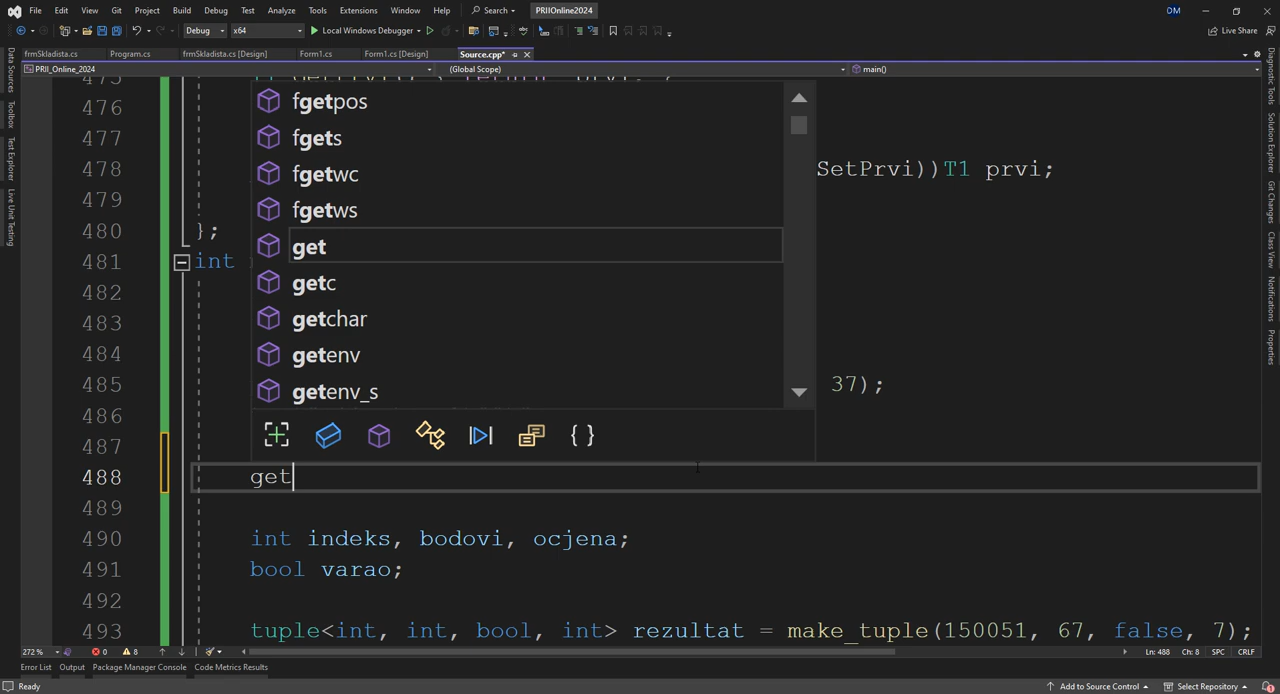 File Edit View Git Project Build Debug Test Analyze Tools Extensions Window Help Search PRIIOnline2024 DM
Debug x64 Local Windows Debugger Live Share
frmSkladista.cs Program.cs frmSkladista.cs [Design] Form1.cs Form1.cs [Design] Source.cpp*
PRII_Online_2024 (Global Scope) main()
476
477
478 SetPrvi))T1 prvi;
479
480 };
481 int
482
483
484
485 37);
486
487
488 get
489
490 int indeks, bodovi, ocjena;
491 bool varao;
492
493 tuple<int, int, bool, int> rezultat = make_tuple(150051, 67, false, 7);
fgetpos
fgets
fgetwc
fgetws
get
getc
getchar
getenv
getenv_s
{ }
Data Sources
Toolbox
Test Explorer
Live Unit Testing
Diagnostic Tools
Solution Explorer
Git Changes
Class View
Notifications
Properties
272 % 0 8 Ln: 488 Ch: 8 SPC CRLF
Error List Output Package Manager Console Code Metrics Results
Ready Add to Source Control Select Repository